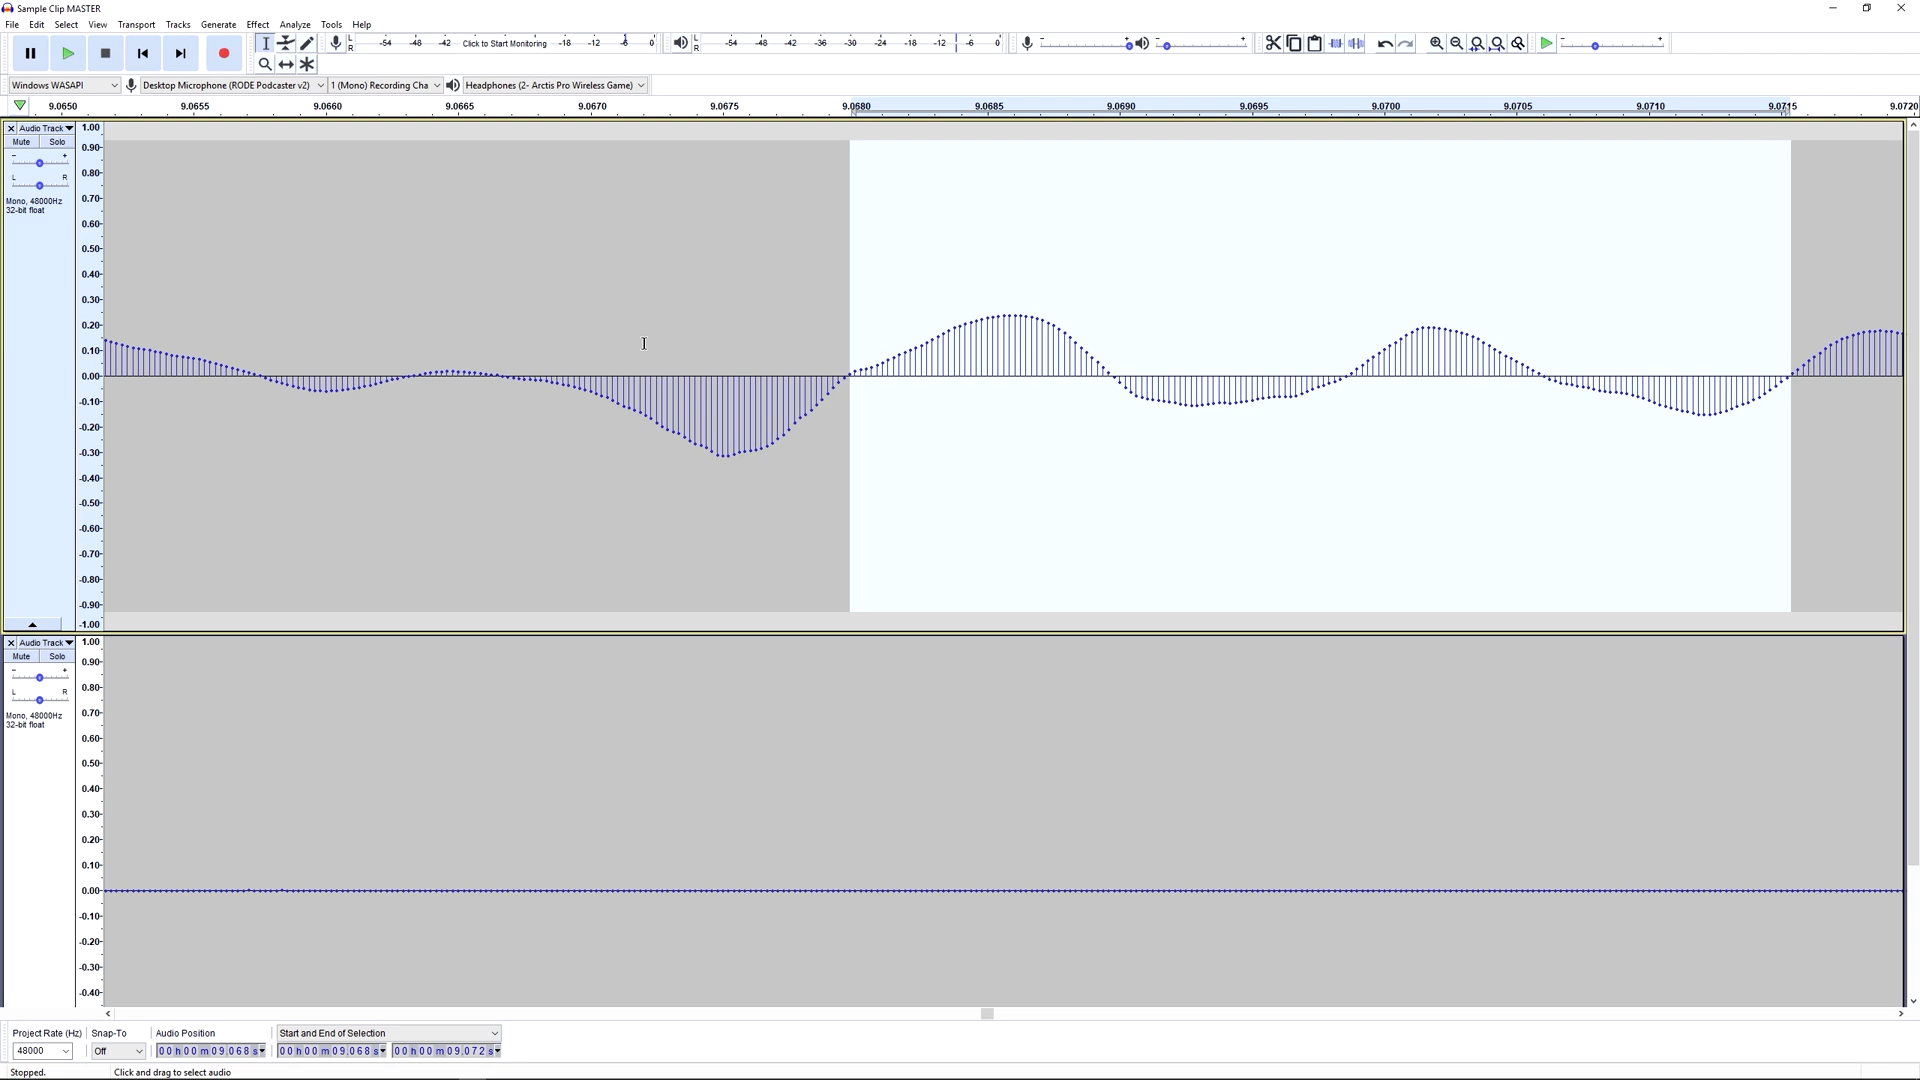 Sample Clip MASTER
File Edit Select View Transport Tracks Generate Effect Analyze Tools Help
L R -54 -48 -42 Click to Start Monitoring -18 -12 -6 0 L R -54 -48 -42 -36 -30 -24 -18 -12 -6 0 - + - + - +
Windows WASAPI Desktop Microphone (RODE Podcaster v2) 1 (Mono) Recording Cha Headphones (2- Arctis Pro Wireless Game)
9.0650 9.0655 9.0660 9.0665 9.0670 9.0675 9.0680 9.0685 9.0690 9.0695 9.0700 9.0705 9.0710 9.0715 9.0720
Audio Track
Mute Solo
- +
L R
Mono, 48000Hz
32-bit float
1.00
0.90
0.80
0.70
0.60
0.50
0.40
0.30
0.20
0.10
0.00
-0.10
-0.20
-0.30
-0.40
-0.50
-0.60
-0.70
-0.80
-0.90
-1.00
Audio Track
Mute Solo
- +
L R
Mono, 48000Hz
32-bit float
1.00
0.90
0.80
0.70
0.60
0.50
0.40
0.30
0.20
0.10
0.00
-0.10
-0.20
-0.30
-0.40
Project Rate (Hz) Snap-To Audio Position Start and End of Selection
48000 Off 00 h 00 m 09.068 s 00 h 00 m 09.068 s 00 h 00 m 09.072 s
Stopped. Click and drag to select audio